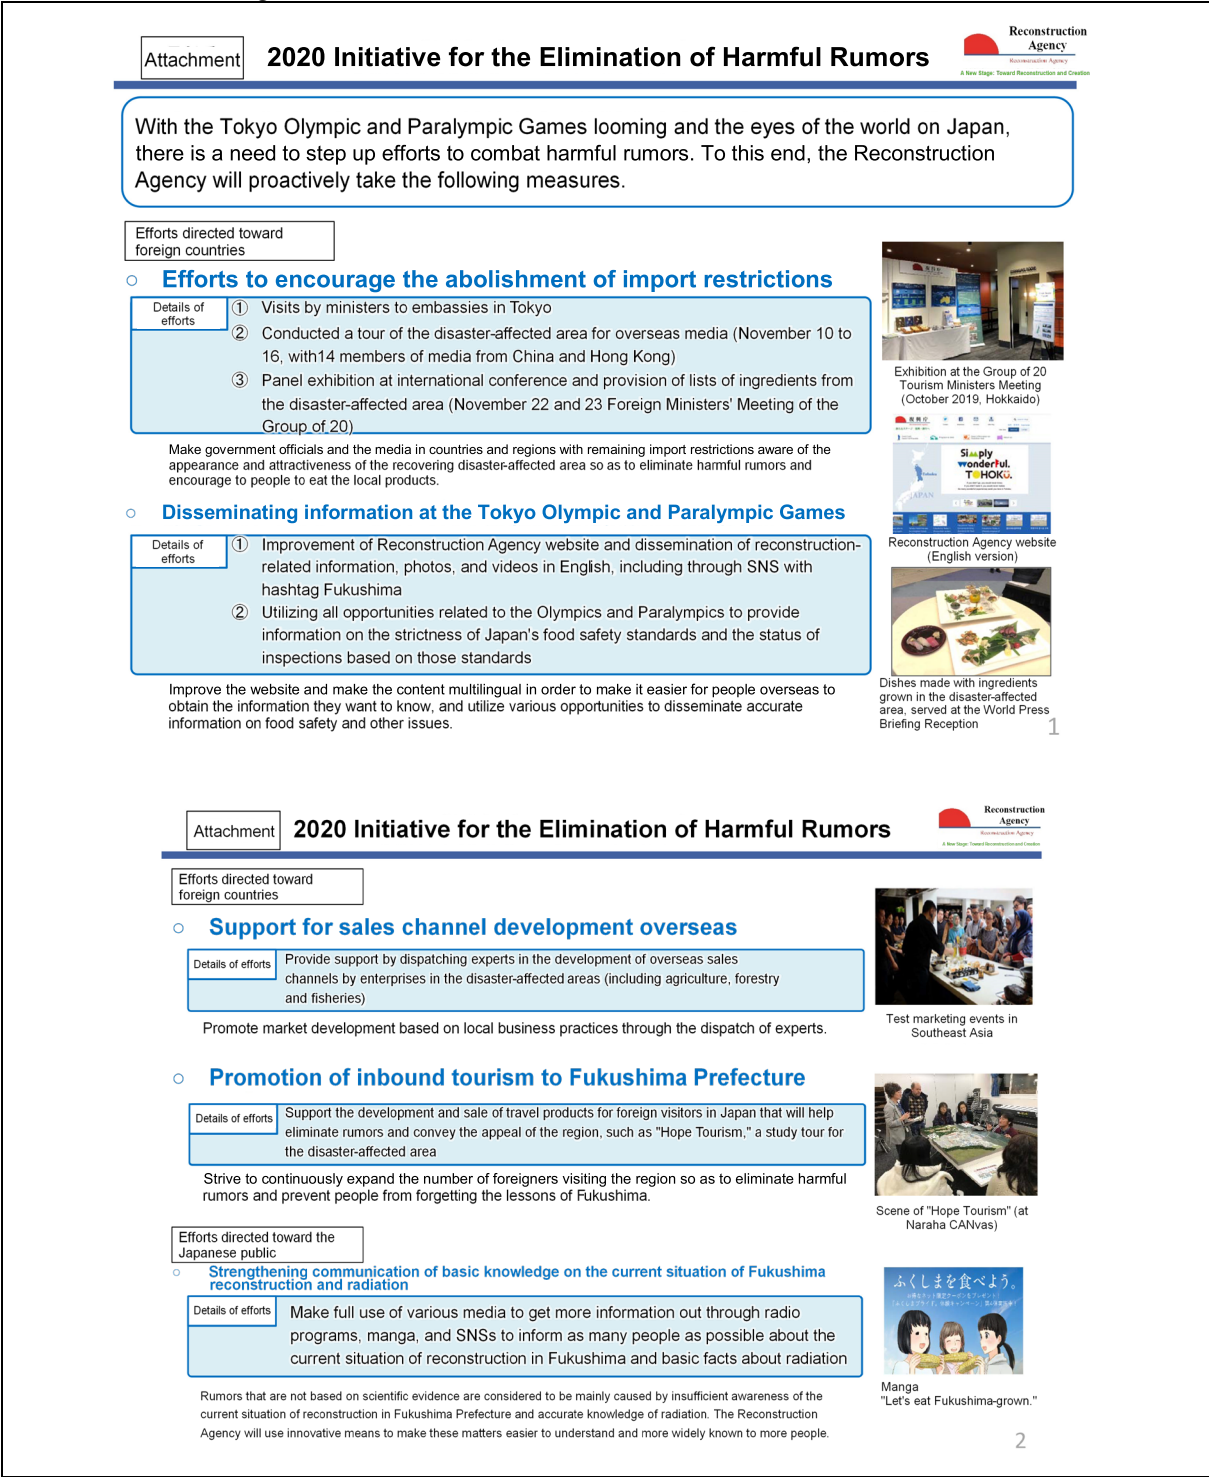 Attachment
2020 Initiative for the Elimination of Harmful Rumors
Reconstruction
Agency
Reconstruction Agency
A New Stage: Toward Reconstruction and Creation
With the Tokyo Olympic and Paralympic Games looming and the eyes of the world on Japan,
there is a need to step up efforts to combat harmful rumors. To this end, the Reconstruction
Agency will proactively take the following measures.
Efforts directed toward
foreign countries
○ Efforts to encourage the abolishment of import restrictions
Details of
efforts
① Visits by ministers to embassies in Tokyo
② Conducted a tour of the disaster-affected area for overseas media (November 10 to
16, with14 members of media from China and Hong Kong)
③ Panel exhibition at international conference and provision of lists of ingredients from
the disaster-affected area (November 22 and 23 Foreign Ministers' Meeting of the
Group of 20)
Make government officials and the media in countries and regions with remaining import restrictions aware of the
appearance and attractiveness of the recovering disaster-affected area so as to eliminate harmful rumors and
encourage to people to eat the local products.
Exhibition at the Group of 20
Tourism Ministers Meeting
(October 2019, Hokkaido)
復興庁
Simply
wonderful.
TOHOKU
JAPAN
Reconstruction Agency website
(English version)
○ Disseminating information at the Tokyo Olympic and Paralympic Games
Details of
efforts
① Improvement of Reconstruction Agency website and dissemination of reconstruction-
related information, photos, and videos in English, including through SNS with
hashtag Fukushima
② Utilizing all opportunities related to the Olympics and Paralympics to provide
information on the strictness of Japan's food safety standards and the status of
inspections based on those standards
Improve the website and make the content multilingual in order to make it easier for people overseas to
obtain the information they want to know, and utilize various opportunities to disseminate accurate
information on food safety and other issues.
Dishes made with ingredients
grown in the disaster-affected
area, served at the World Press
Briefing Reception
1
Attachment
2020 Initiative for the Elimination of Harmful Rumors
Reconstruction
Agency
Reconstruction Agency
A New Stage: Toward Reconstruction and Creation
Efforts directed toward
foreign countries
○ Support for sales channel development overseas
Details of efforts
Provide support by dispatching experts in the development of overseas sales
channels by enterprises in the disaster-affected areas (including agriculture, forestry
and fisheries)
Promote market development based on local business practices through the dispatch of experts.
Test marketing events in
Southeast Asia
○ Promotion of inbound tourism to Fukushima Prefecture
Details of efforts
Support the development and sale of travel products for foreign visitors in Japan that will help
eliminate rumors and convey the appeal of the region, such as "Hope Tourism," a study tour for
the disaster-affected area
Strive to continuously expand the number of foreigners visiting the region so as to eliminate harmful
rumors and prevent people from forgetting the lessons of Fukushima.
Scene of "Hope Tourism" (at
Naraha CANvas)
Efforts directed toward the
Japanese public
○ Strengthening communication of basic knowledge on the current situation of Fukushima
reconstruction and radiation
Details of efforts
Make full use of various media to get more information out through radio
programs, manga, and SNSs to inform as many people as possible about the
current situation of reconstruction in Fukushima and basic facts about radiation
Rumors that are not based on scientific evidence are considered to be mainly caused by insufficient awareness of the
current situation of reconstruction in Fukushima Prefecture and accurate knowledge of radiation. The Reconstruction
Agency will use innovative means to make these matters easier to understand and more widely known to more people.
ふくしまを食べよう。
Manga
"Let's eat Fukushima-grown."
2